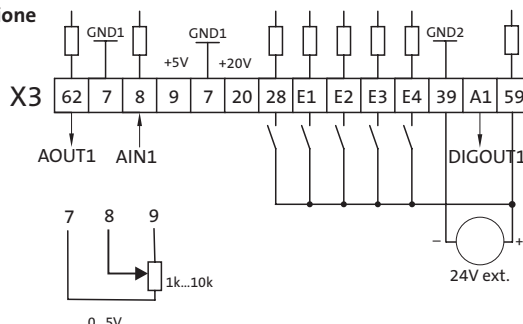 ione
GND1 GND1 GND2
+5V +20V
X3 62 7 8 9 7 20 28 E1 E2 E3 E4 39 A1 59
AOUT1 AIN1 DIGOUT1
7 8 9
1k...10k
− +
24V ext.
0...5V